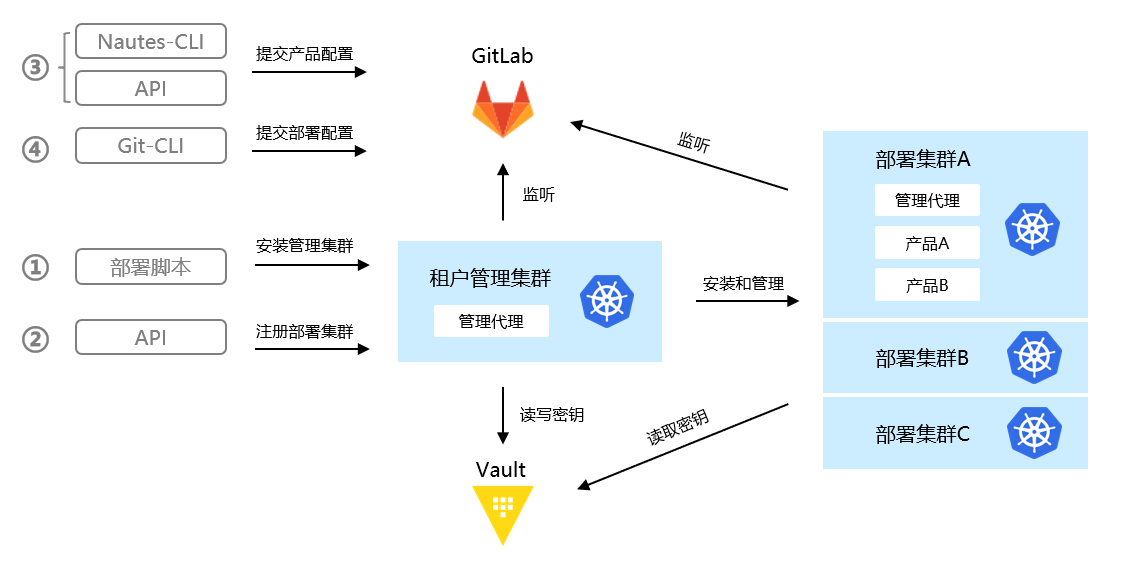 ③
Nautes-CLI
API
提交产品配置
④
Git-CLI
提交部署配置
①
部署脚本
安装管理集群
②
API
注册部署集群
GitLab
监听
租户管理集群
管理代理
读写密钥
Vault
监听
安装和管理
读取密钥
部署集群A
管理代理
产品A
产品B
部署集群B
部署集群C